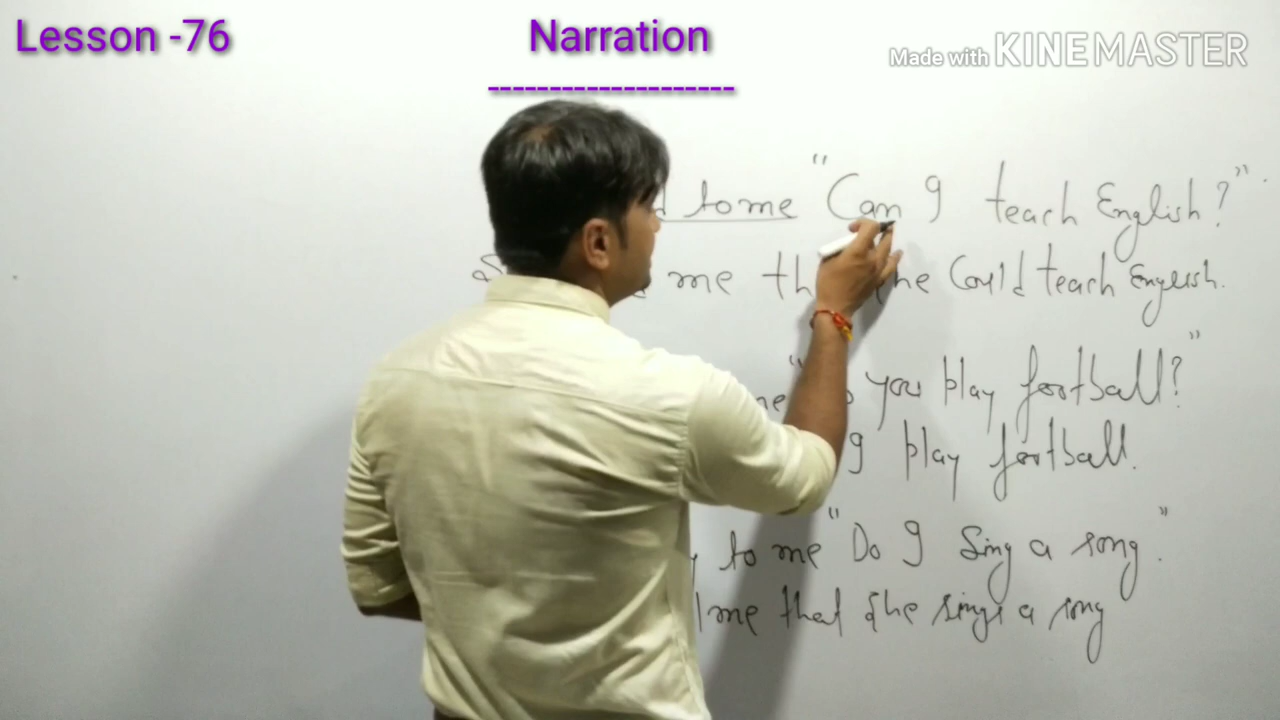 Lesson -76
Narration
--------------------
Made with KINEMASTER
to me "Can I teach English?".
me she Could teach English.
you play football?"
I play football.
to me "Do I Sing a song."
me that she sings a song